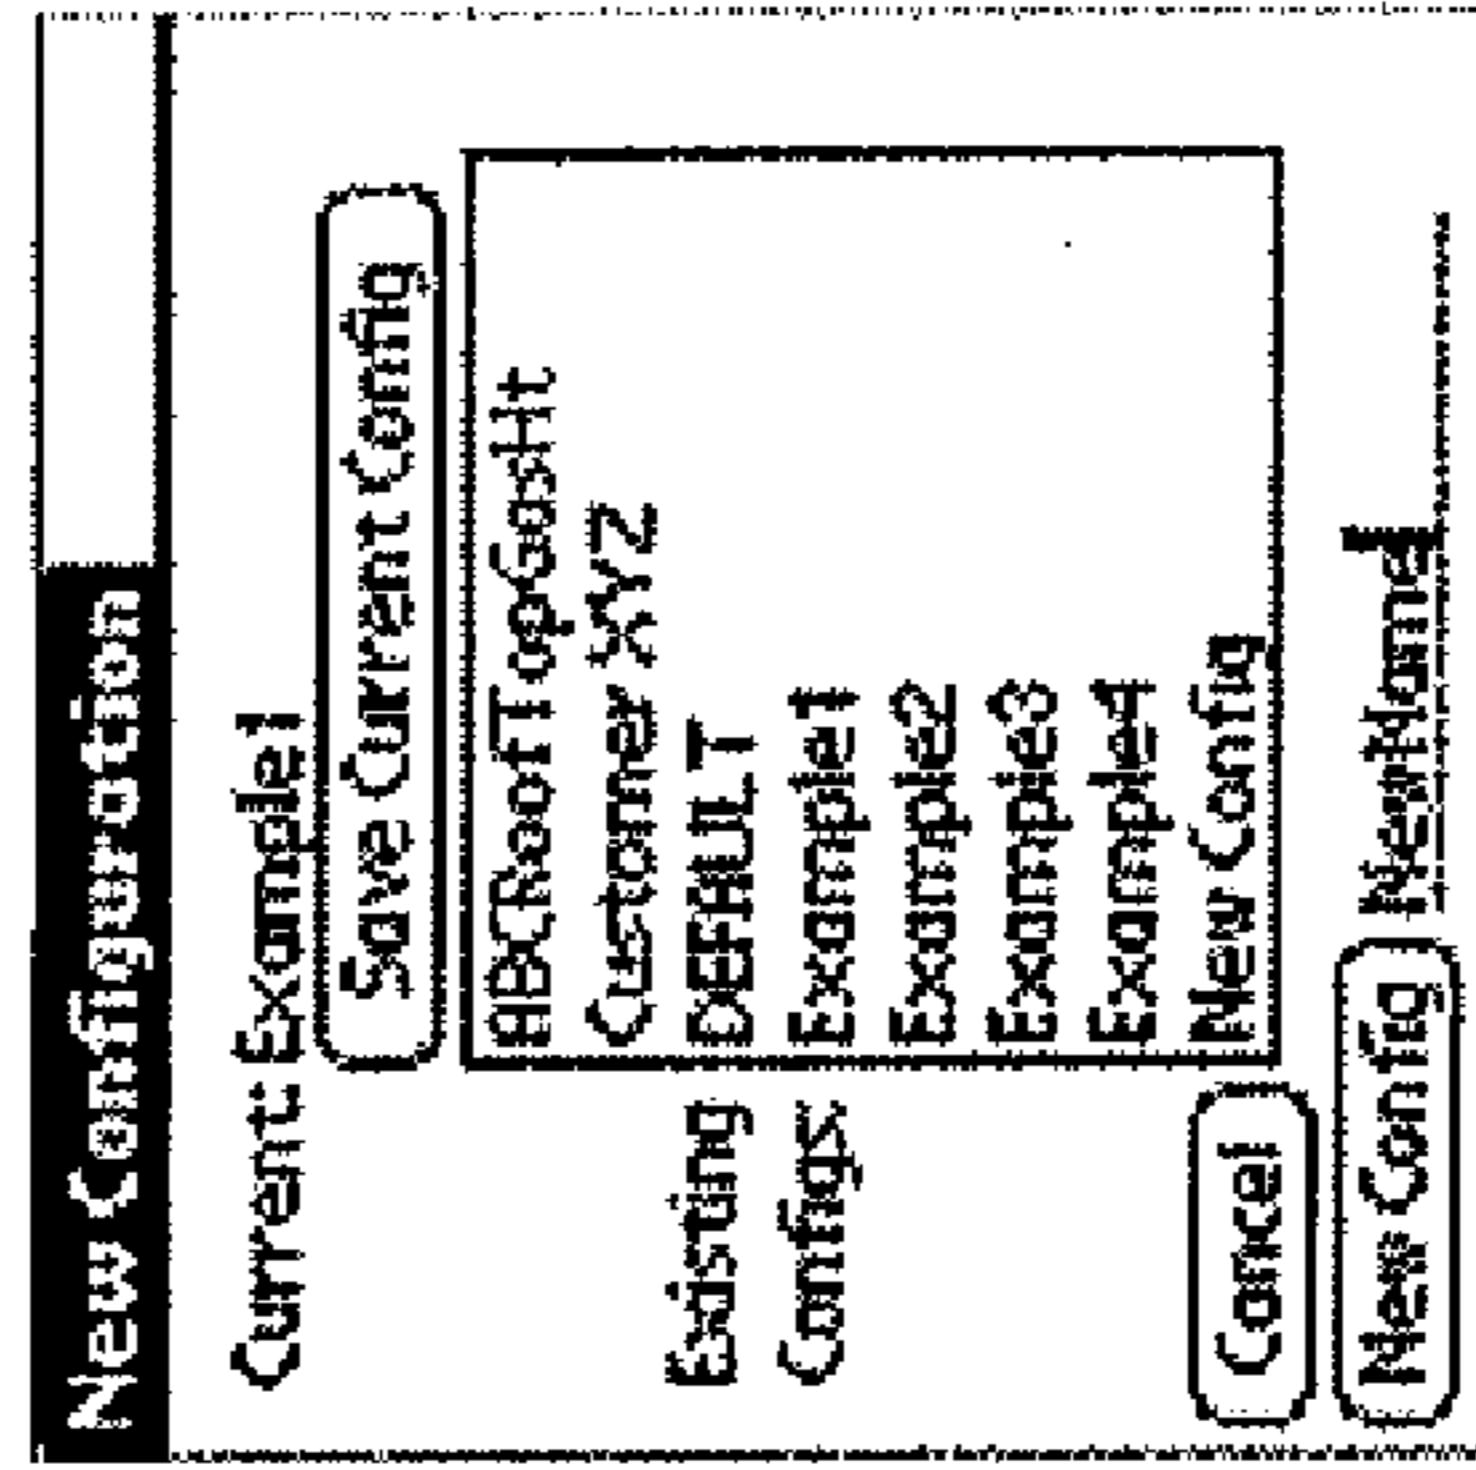 New Configuration
Current: Example1
Save Current Config
ABCRoofTopGasHt
Customer XYZ
Existing DEFAULT
Configs: Example1
Example2
Example3
Example4
Cancel New Config
New Config NewName1